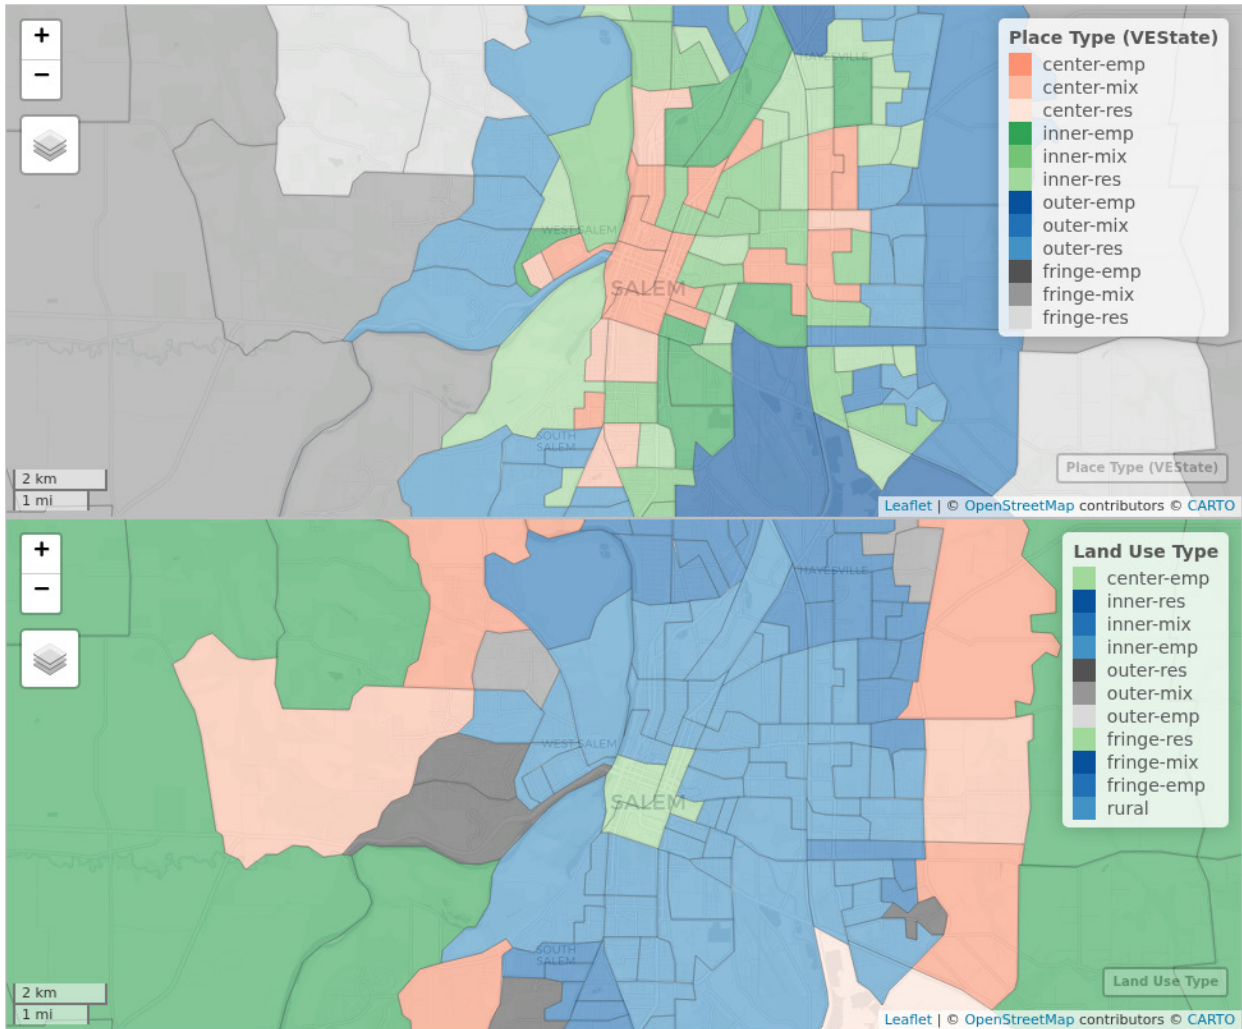 +
−
HAYESVILLE
Place Type (VEState)
center-emp
center-mix
center-res
inner-emp
inner-mix
inner-res
outer-emp
outer-mix
outer-res
fringe-emp
fringe-mix
fringe-res
WEST SALEM
SALEM
SOUTH
SALEM
2 km
1 mi
Place Type (VEState)
Leaflet | © OpenStreetMap contributors © CARTO
+
−
HAYESVILLE
Land Use Type
center-emp
inner-res
inner-mix
inner-emp
outer-res
outer-mix
outer-emp
fringe-res
fringe-mix
fringe-emp
rural
WEST SALEM
SALEM
SOUTH
SALEM
2 km
1 mi
Land Use Type
Leaflet | © OpenStreetMap contributors © CARTO